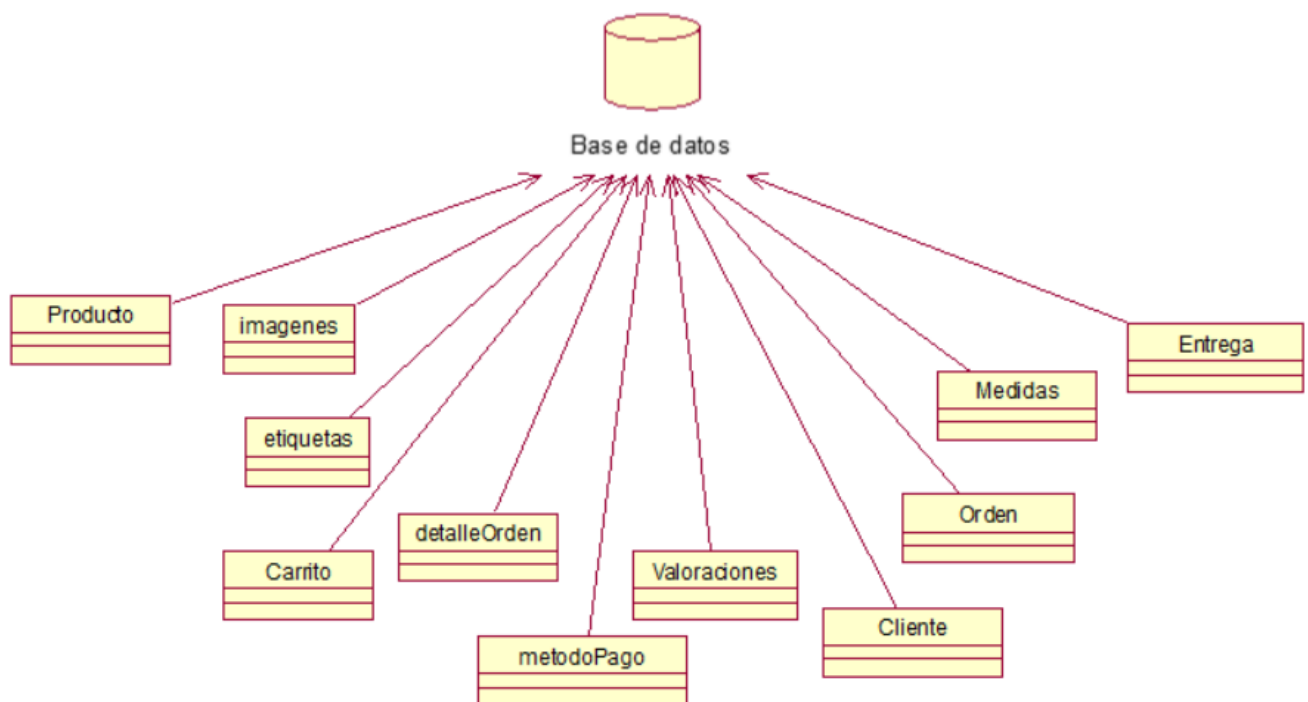 Base de datos
Producto
imagenes
Entrega
Medidas
etiquetas
Orden
detalleOrden
Carrito
Valoraciones
Cliente
metodoPago